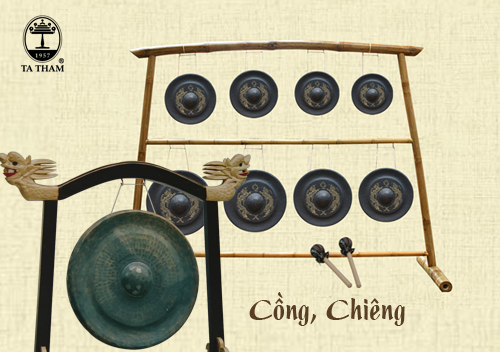 1957
TA THAM®
Cồng, Chiêng